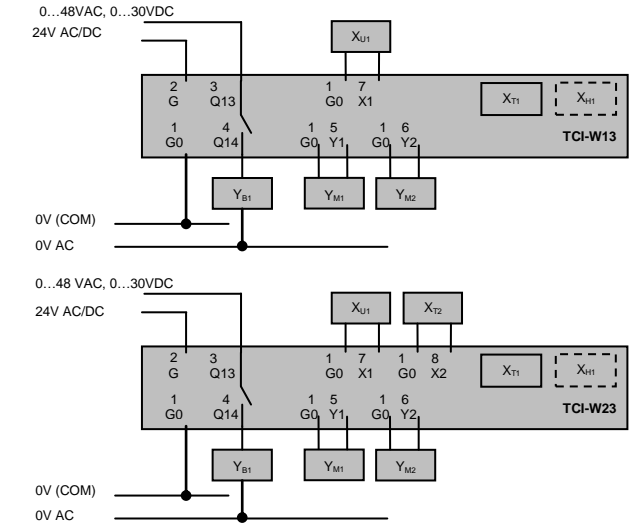 0…48VAC, 0…30VDC
24V AC/DC
XU1
2 3 1 7
G Q13 G0 X1
XT1 XH1
1 4 1 5 1 6
G0 Q14 G0 Y1 G0 Y2
TCI-W13
YB1 YM1 YM2
0V (COM)
0V AC
0…48 VAC, 0…30VDC
24V AC/DC
XU1 XT2
2 3 1 7 1 8
G Q13 G0 X1 G0 X2
XT1 XH1
1 4 1 5 1 6
G0 Q14 G0 Y1 G0 Y2
TCI-W23
YB1 YM1 YM2
0V (COM)
0V AC